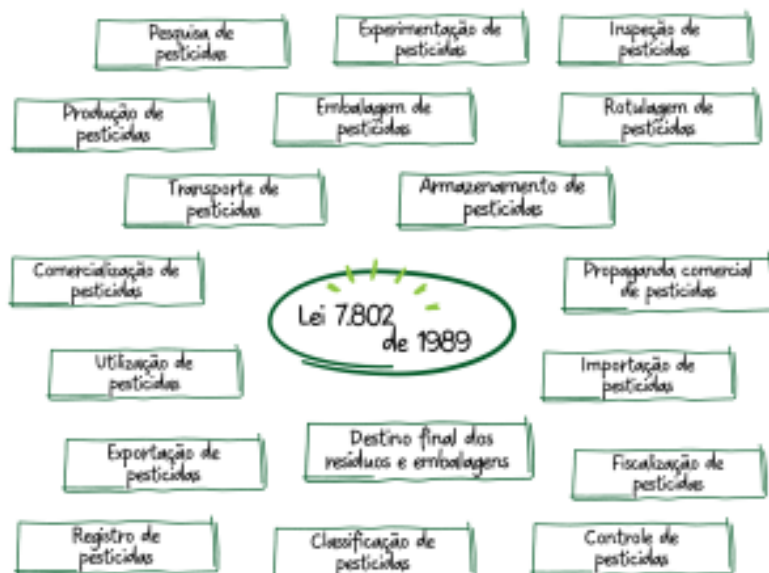 Pesquisa de
pesticidas
Experimentação de
pesticidas
Inspeção de
pesticidas
Produção de
pesticidas
Embalagem de
pesticidas
Rotulagem de
pesticidas
Transporte de
pesticidas
Armazenamento de
pesticidas
Comercialização de
pesticidas
Propaganda comercial
de pesticidas
Lei 7.802
de 1989
Utilização de
pesticidas
Importação de
pesticidas
Exportação de
pesticidas
Destino final dos
resíduos e embalagens
Fiscalização de
pesticidas
Registro de
pesticidas
Classificação de
pesticidas
Controle de
pesticidas